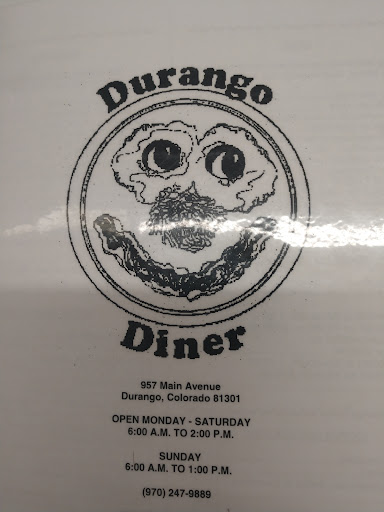 Durango
Diner
957 Main Avenue
Durango, Colorado 81301
OPEN MONDAY - SATURDAY
6:00 A.M. TO 2:00 P.M.
SUNDAY
6:00 A.M. TO 1:00 P.M.
(970) 247-9889